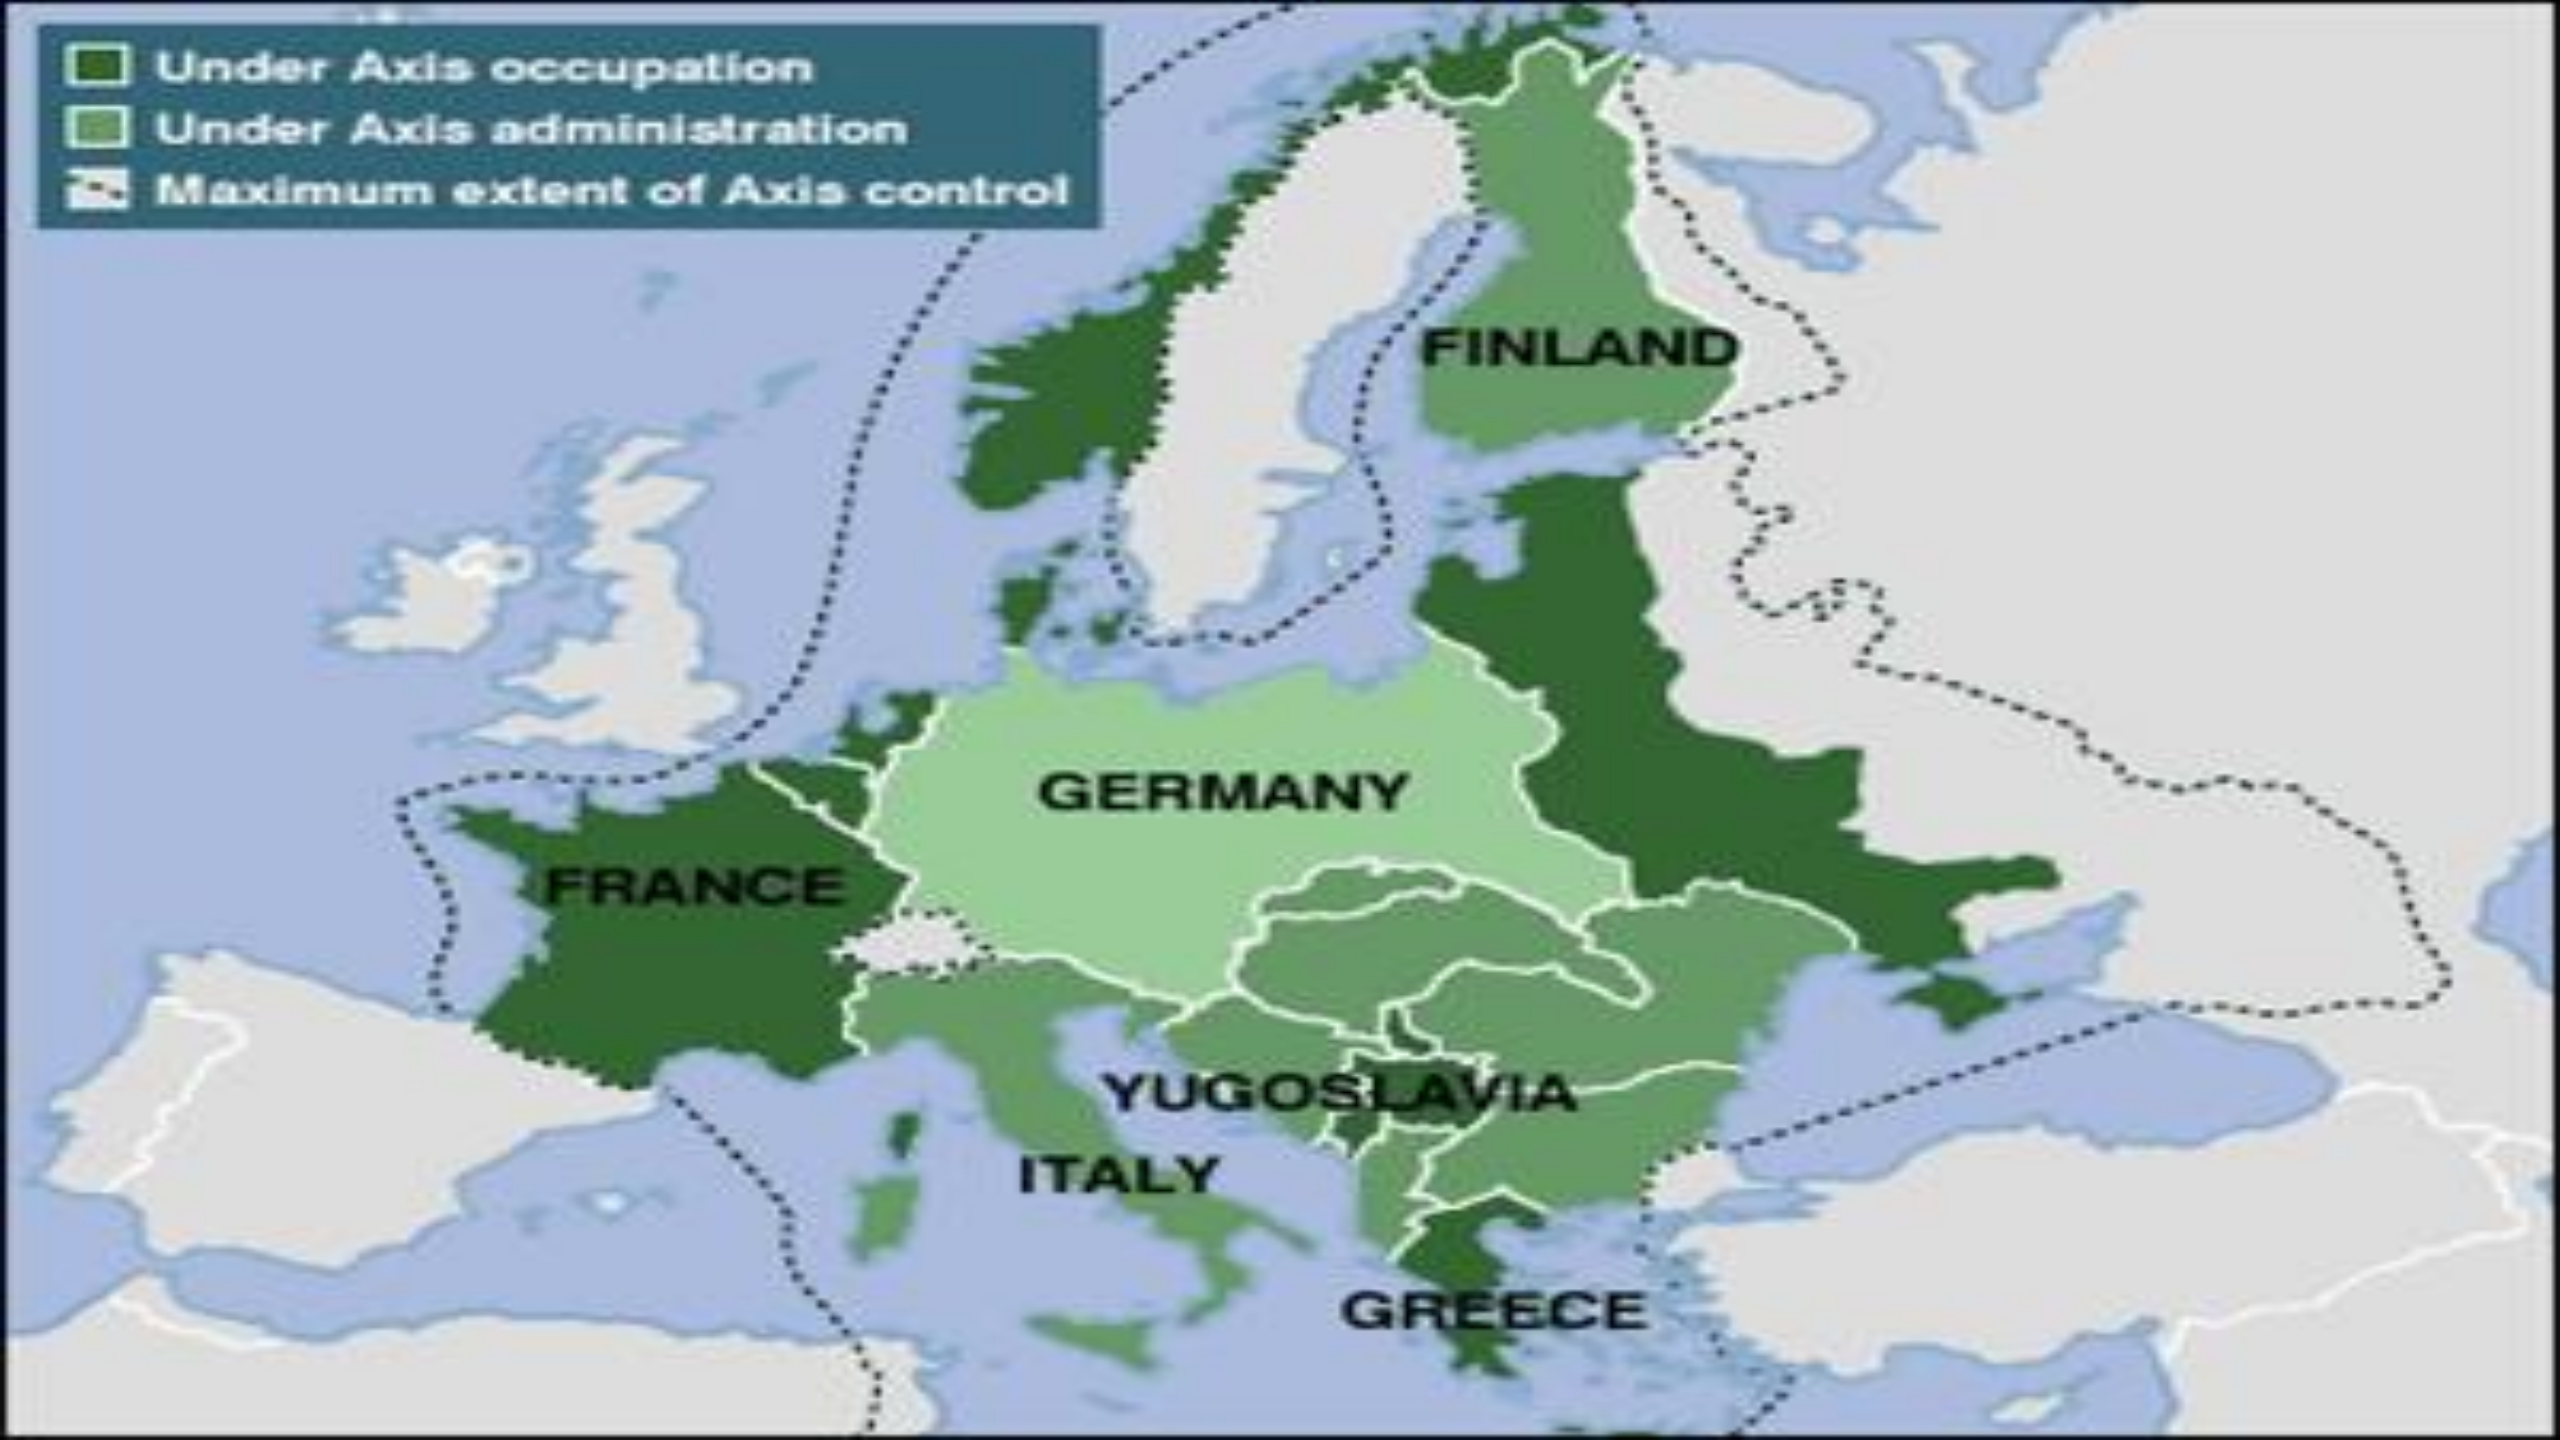 Under Axis occupation
Under Axis administration
Maximum extent of Axis control
FINLAND
GERMANY
FRANCE
YUGOSLAVIA
ITALY
GREECE